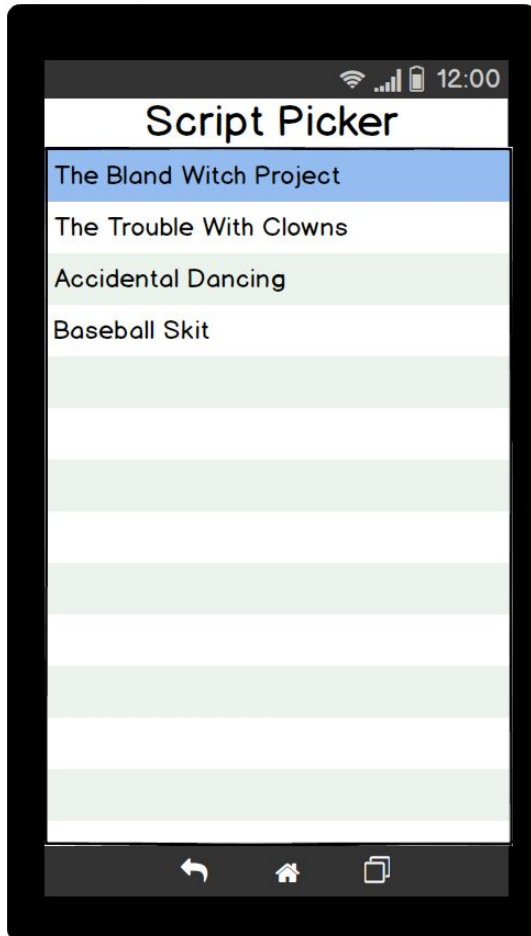 12:00
Script Picker
The Bland Witch Project
The Trouble With Clowns
Accidental Dancing
Baseball Skit